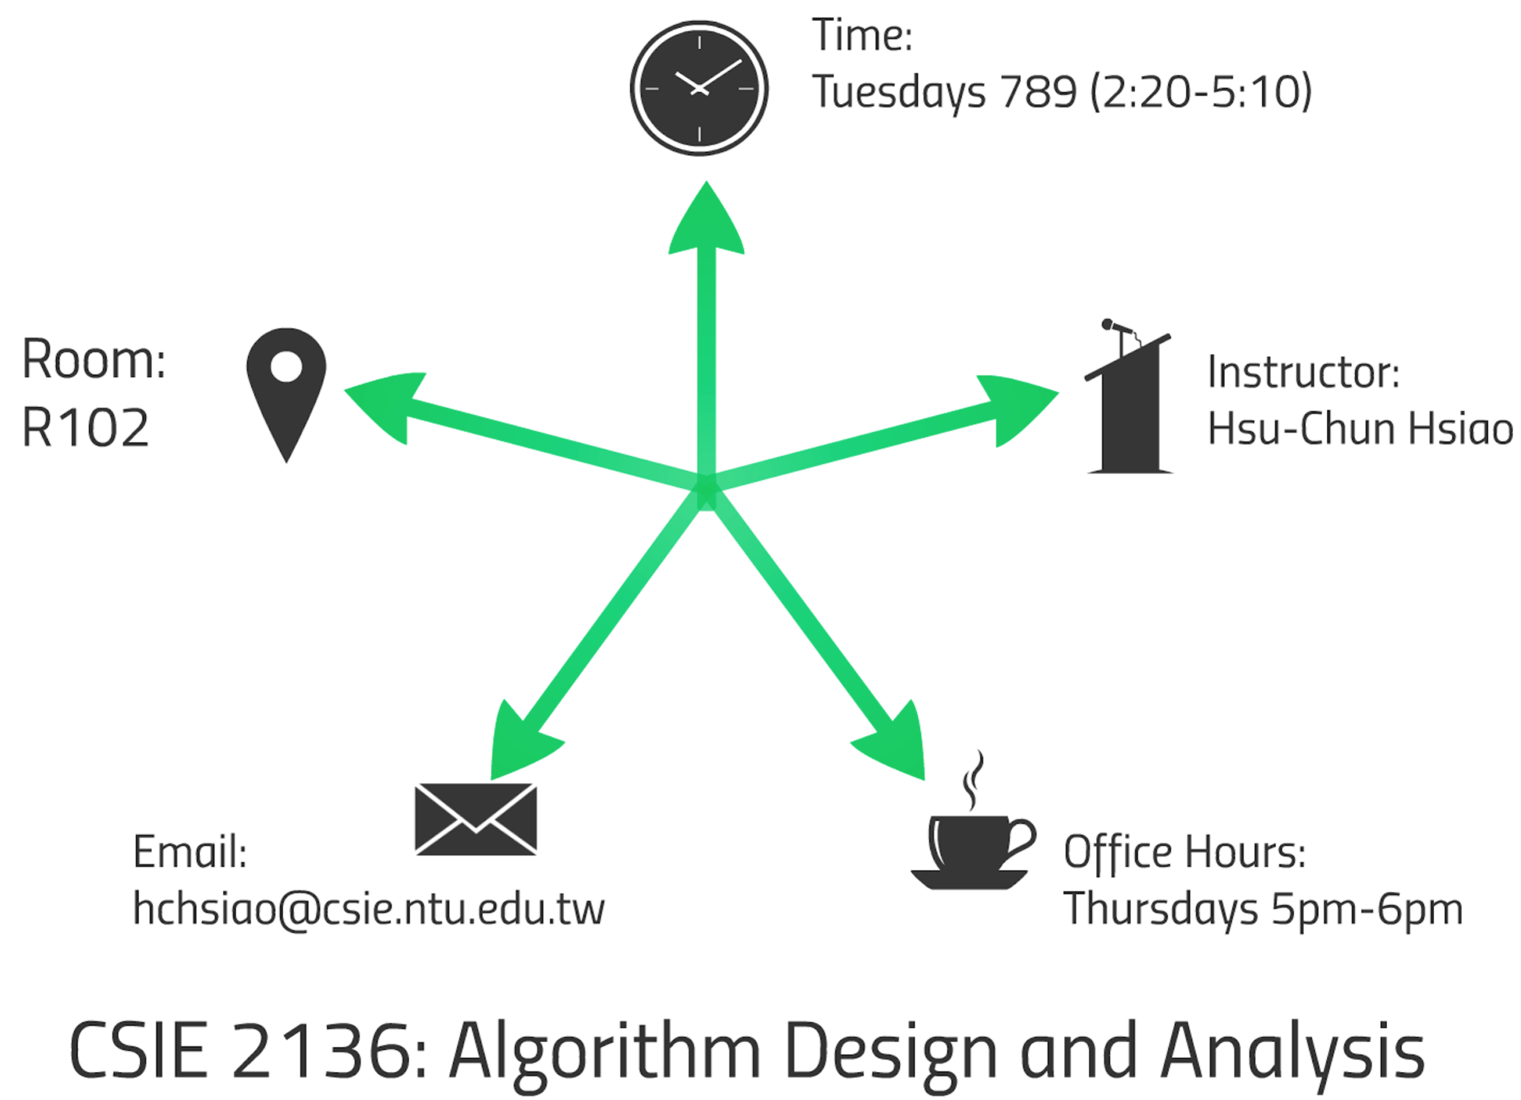 Time:
Tuesdays 789 (2:20-5:10)
Room:
R102
Instructor:
Hsu-Chun Hsiao
Email:
hchsiao@csie.ntu.edu.tw
Office Hours:
Thursdays 5pm-6pm
CSIE 2136: Algorithm Design and Analysis